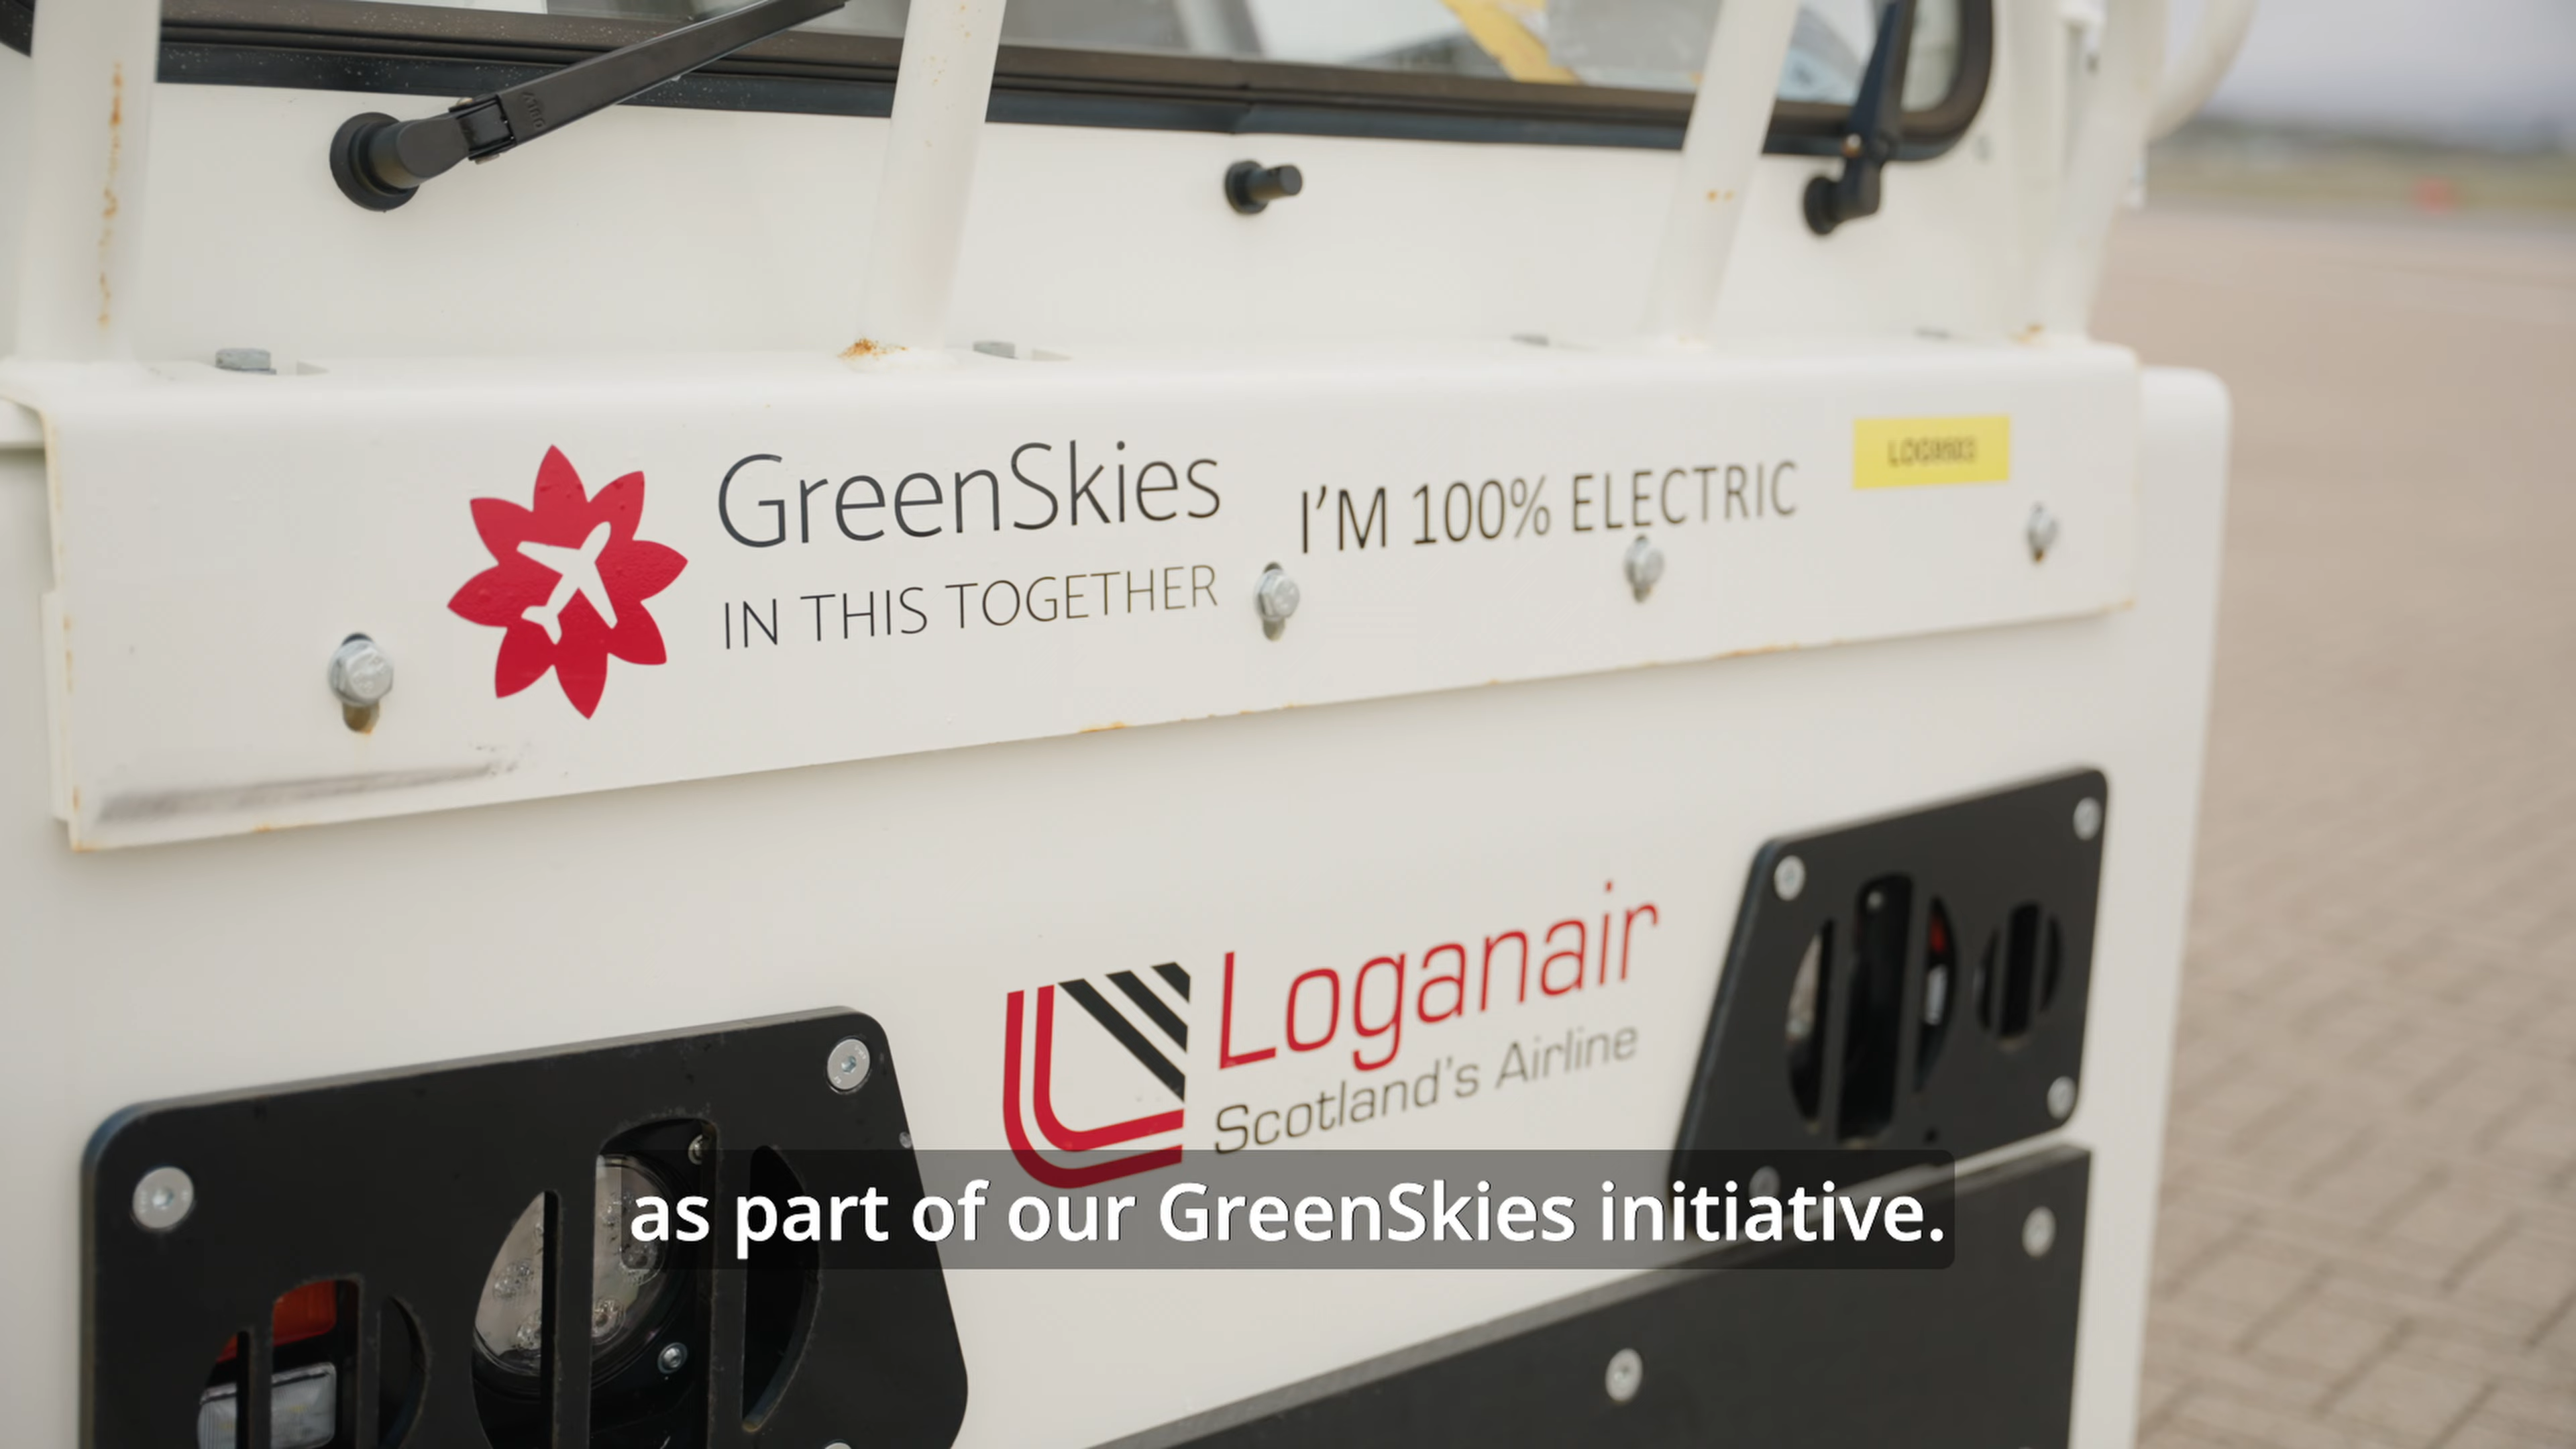 GreenSkies
IN THIS TOGETHER
I'M 100% ELECTRIC
Loganair
Scotland's Airline
as part of our GreenSkies initiative.